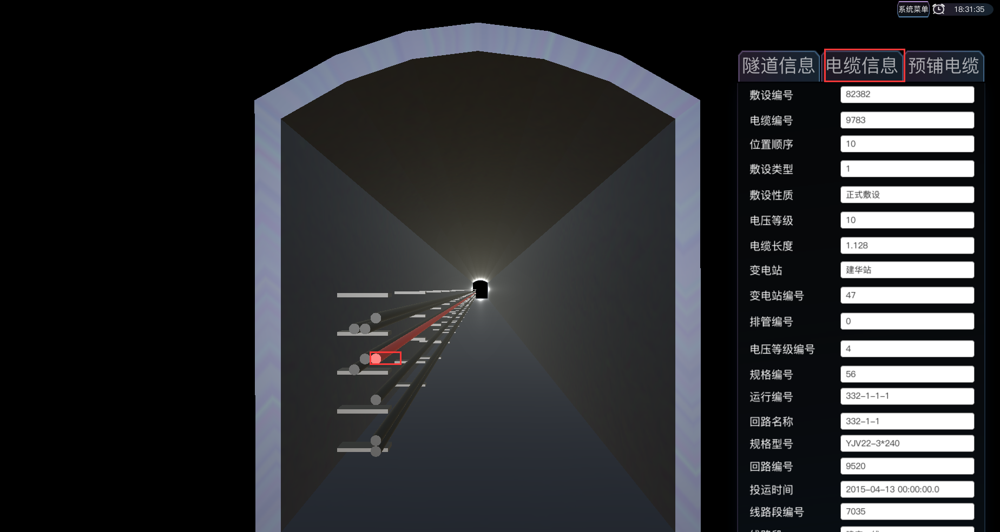 系统菜单 18:31:35
隧道信息 电缆信息 预铺电缆
敷设编号 82382
电缆编号 9783
位置顺序 10
敷设类型 1
敷设性质 正式敷设
电压等级 10
电缆长度 1.128
变电站 建华站
变电站编号 47
排管编号 0
电压等级编号 4
规格编号 56
运行编号 332-1-1-1
回路名称 332-1-1
规格型号 YJV22-3*240
回路编号 9520
投运时间 2015-04-13 00:00:00.0
线路段编号 7035